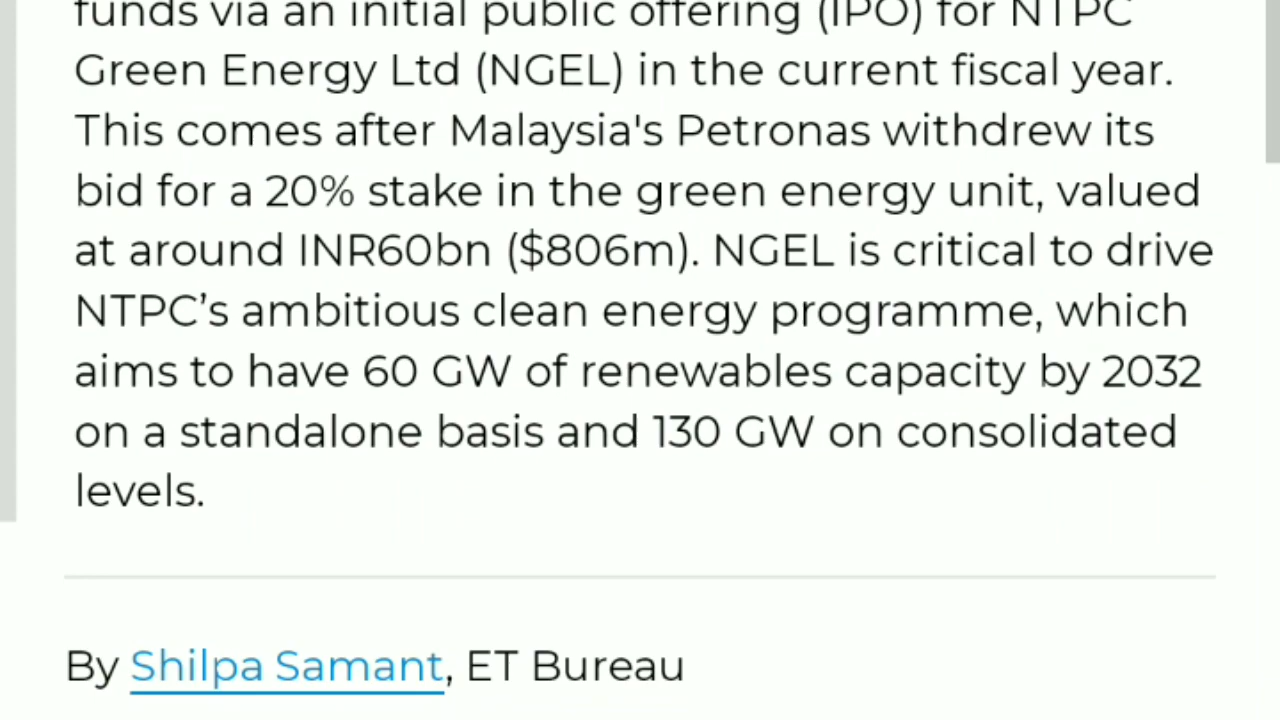 funds via an initial public offering (IPO) for NTPC
Green Energy Ltd (NGEL) in the current fiscal year.
This comes after Malaysia's Petronas withdrew its
bid for a 20% stake in the green energy unit, valued
at around INR60bn ($806m). NGEL is critical to drive
NTPC’s ambitious clean energy programme, which
aims to have 60 GW of renewables capacity by 2032
on a standalone basis and 130 GW on consolidated
levels.
By Shilpa Samant, ET Bureau